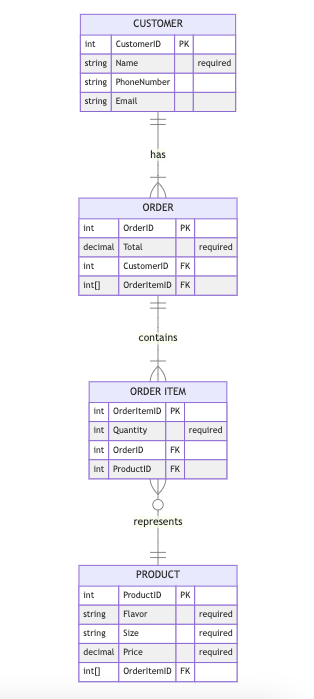 CUSTOMER
int CustomerID PK
string Name required
string PhoneNumber
string Email
has
ORDER
int OrderID PK
decimal Total required
int CustomerID FK
int[] OrderItemID FK
contains
ORDER ITEM
int OrderItemID PK
int Quantity required
int OrderID FK
int ProductID FK
represents
PRODUCT
int ProductID PK
string Flavor required
string Size required
decimal Price required
int[] OrderItemID FK